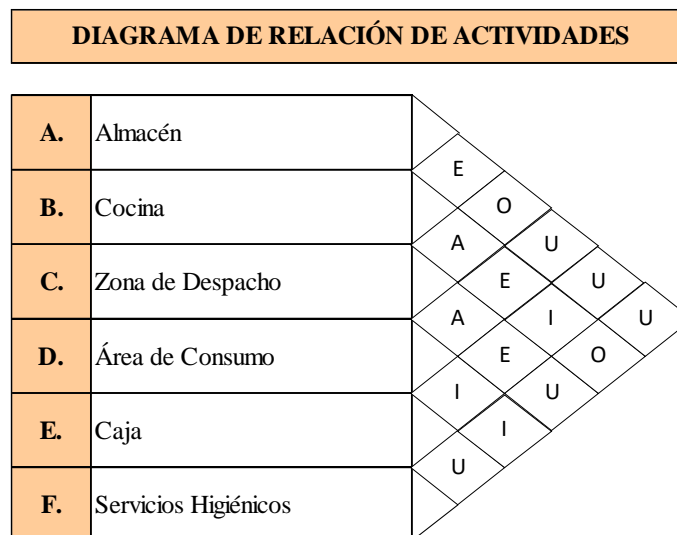 DIAGRAMA DE RELACIÓN DE ACTIVIDADES
A. Almacén
E
B. Cocina
O
A U
C. Zona de Despacho
E U
A I U
D. Área de Consumo
E O
I U
E. Caja
I
U
F. Servicios Higiénicos